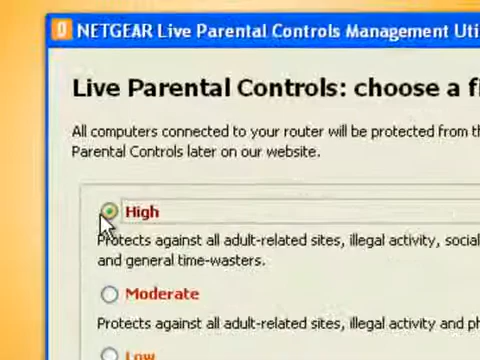 NETGEAR Live Parental Controls Management Uti
Live Parental Controls: choose a fi
All computers connected to your router will be protected from th
Parental Controls later on our website.
High
Protects against all adult-related sites, illegal activity, social
and general time-wasters.
Moderate
Protects against all adult-related sites, illegal activity and ph
Low